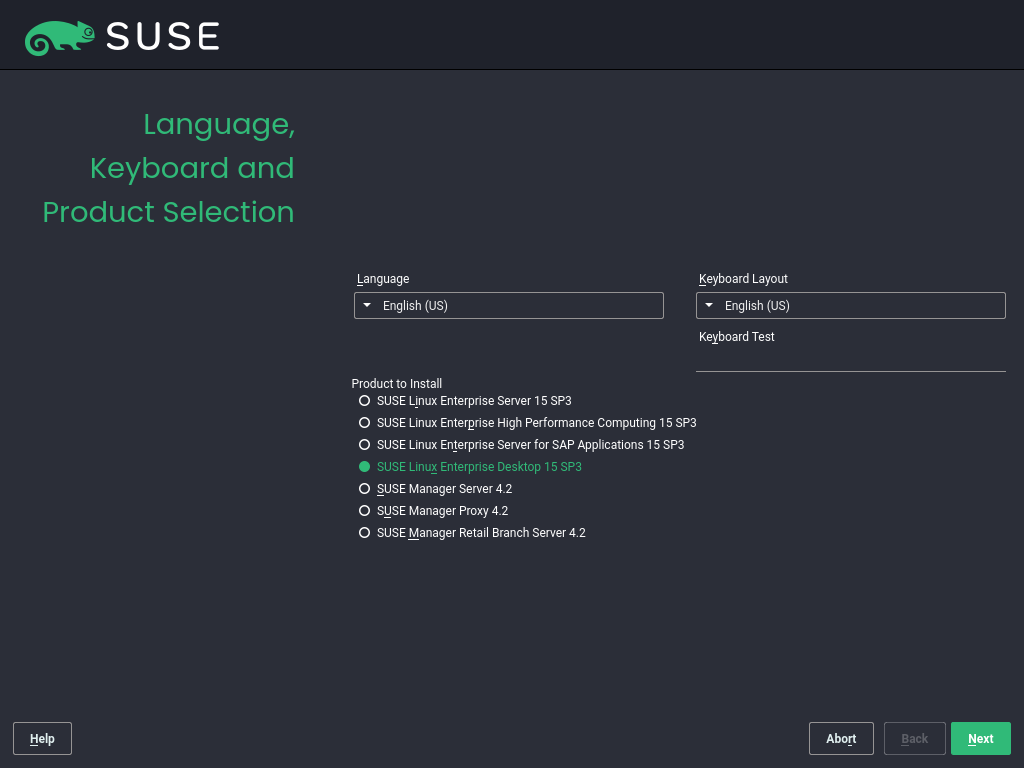 SUSE
Language,
Keyboard and
Product Selection
Language
Keyboard Layout
English (US)
English (US)
Keyboard Test
Product to Install
SUSE Linux Enterprise Server 15 SP3
SUSE Linux Enterprise High Performance Computing 15 SP3
SUSE Linux Enterprise Server for SAP Applications 15 SP3
SUSE Linux Enterprise Desktop 15 SP3
SUSE Manager Server 4.2
SUSE Manager Proxy 4.2
SUSE Manager Retail Branch Server 4.2
Help
Abort
Back
Next